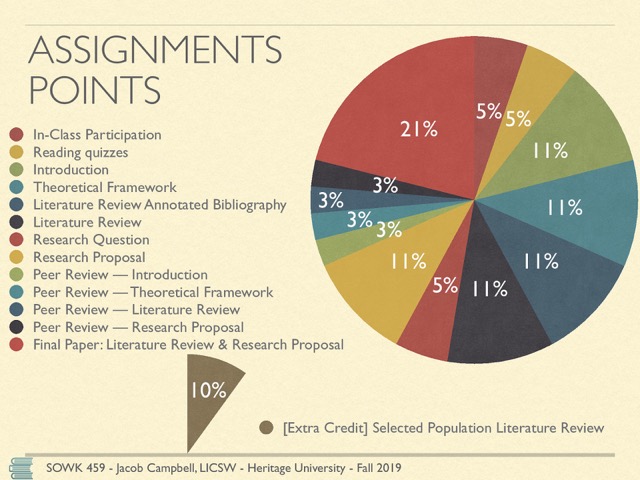 ASSIGNMENTS
POINTS
In-Class Participation
Reading quizzes
Introduction
Theoretical Framework
Literature Review Annotated Bibliography
Literature Review
Research Question
Research Proposal
Peer Review — Introduction
Peer Review — Theoretical Framework
Peer Review — Literature Review
Peer Review — Research Proposal
Final Paper: Literature Review & Research Proposal
5%
5%
11%
11%
11%
11%
5%
11%
3%
3%
3%
3%
21%
10%
[Extra Credit] Selected Population Literature Review
SOWK 459 - Jacob Campbell, LICSW - Heritage University - Fall 2019